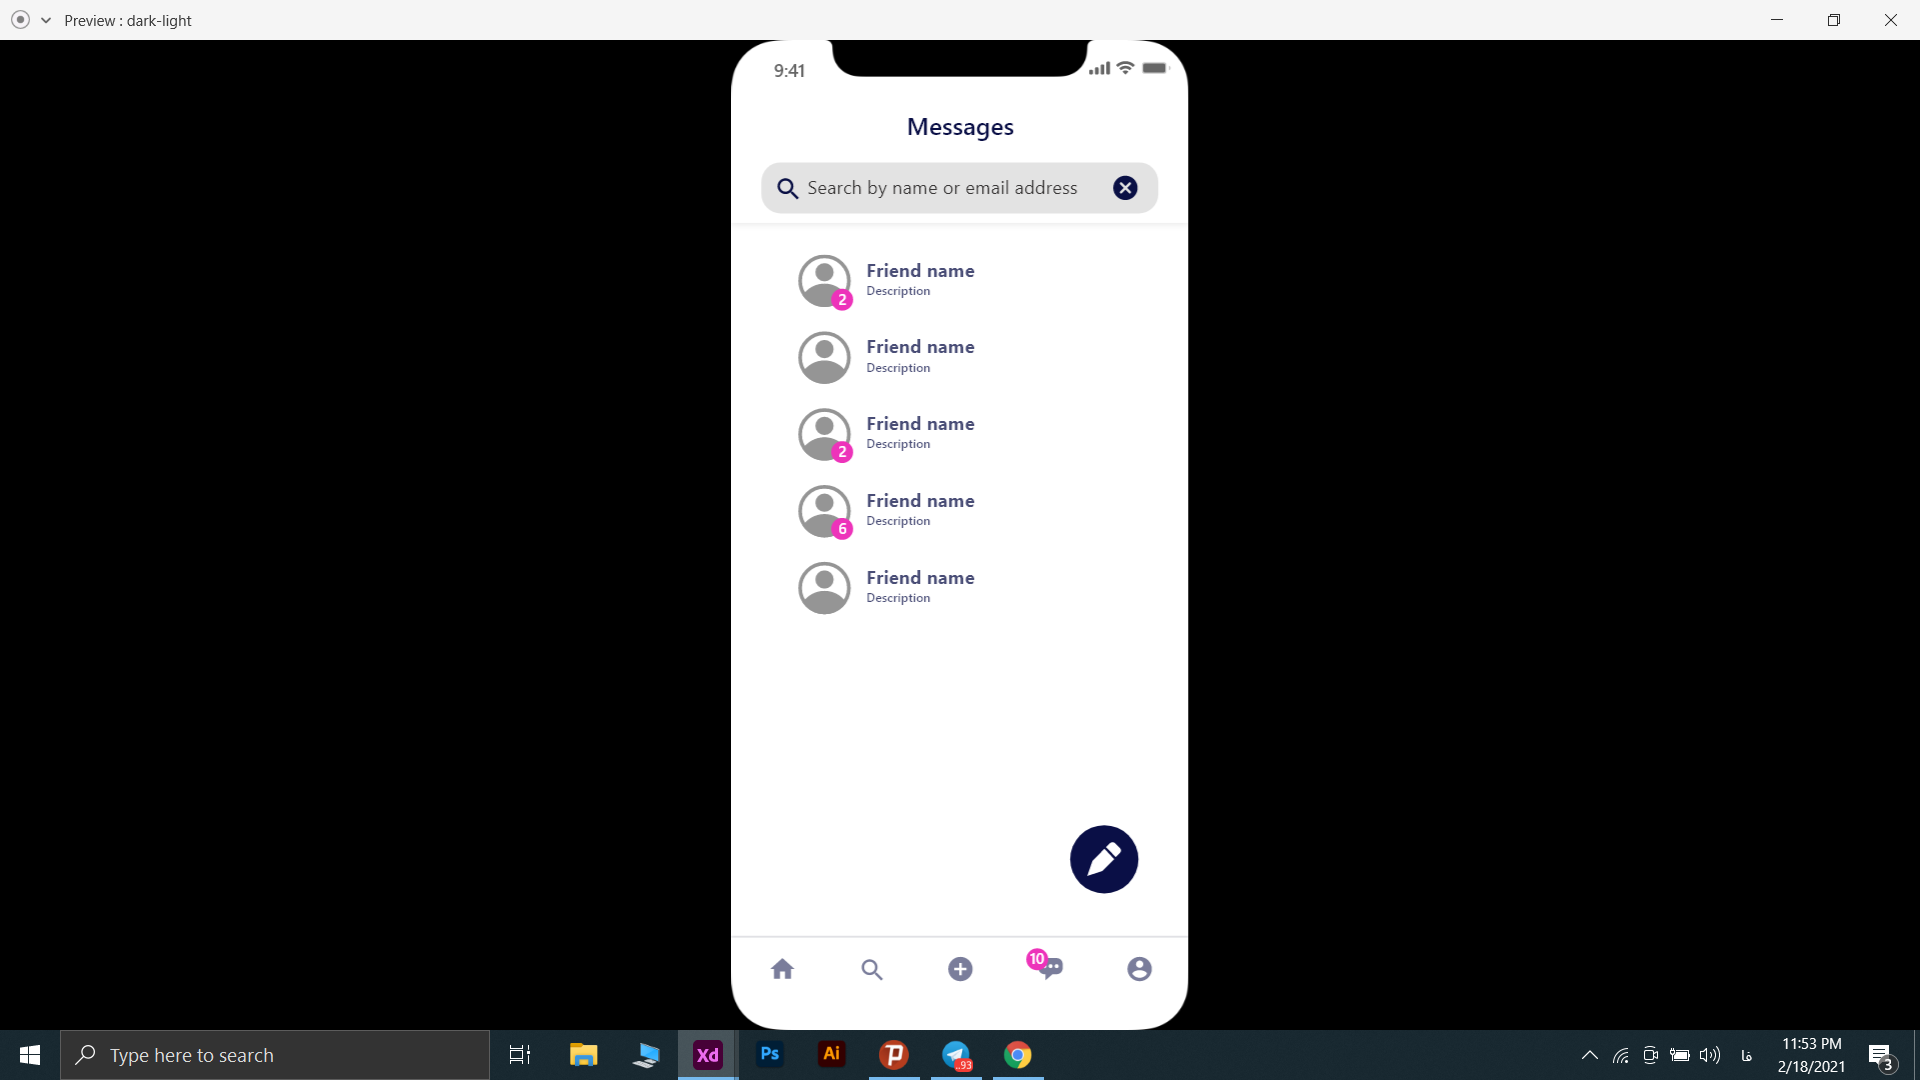 Preview : dark-light
9:41
Messages
Search by name or email address
Friend name
Description
2
Friend name
Description
Friend name
Description
2
Friend name
Description
6
Friend name
Description
10
Type here to search
Xd
Ps
Ai
P
..93
فا
11:53 PM
2/18/2021
3